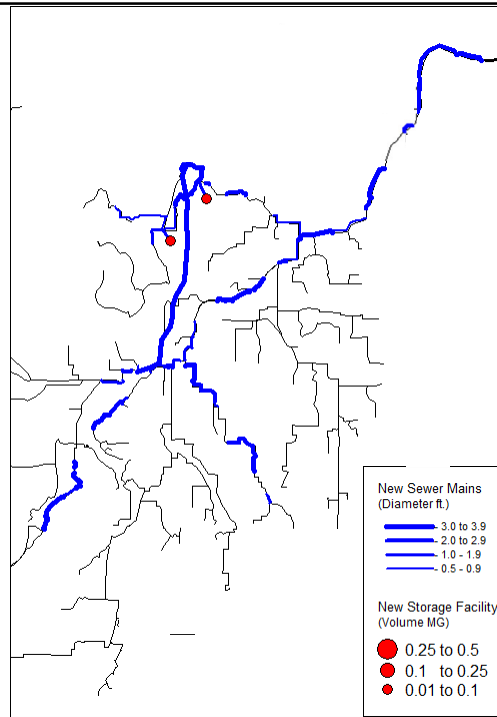 New Sewer Mains
(Diameter ft.)
- 3.0 to 3.9
- 2.0 to 2.9
- 1.0 - 1.9
- 0.5 - 0.9
New Storage Facility
(Volume MG)
0.25 to 0.5
0.1 to 0.25
0.01 to 0.1